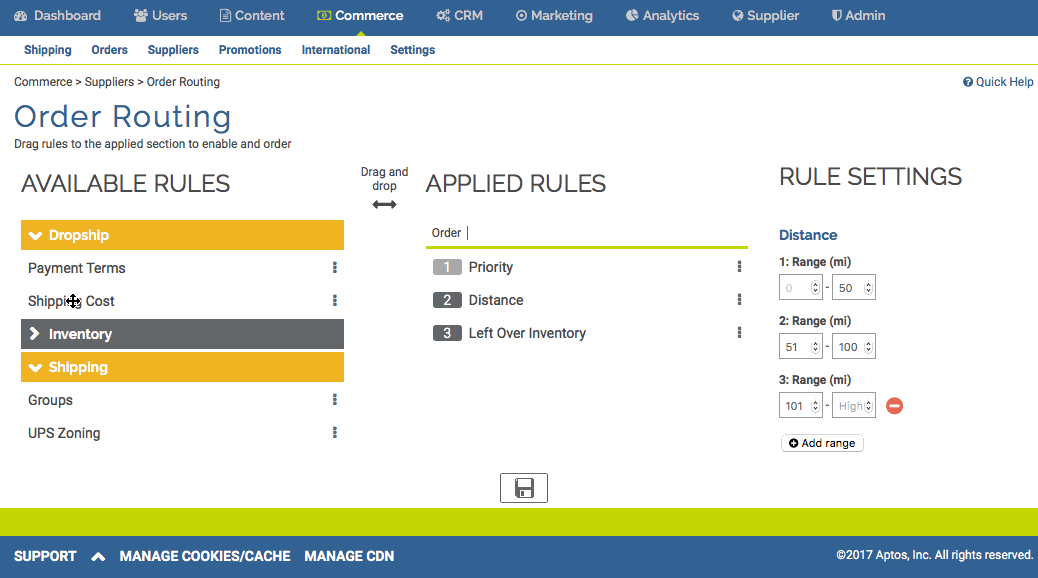 Dashboard Users Content Commerce CRM Marketing Analytics Supplier Admin
Shipping Orders Suppliers Promotions International Settings
Commerce > Suppliers > Order Routing
Quick Help
Order Routing
Drag rules to the applied section to enable and order
AVAILABLE RULES
Dropship
Payment Terms
Shipping Cost
Inventory
Shipping
Groups
UPS Zoning
Drag and
drop
APPLIED RULES
Order
1 Priority
2 Distance
3 Left Over Inventory
RULE SETTINGS
Distance
1: Range (mi)
0 - 50
2: Range (mi)
51 - 100
3: Range (mi)
101 - High
Add range
SUPPORT MANAGE COOKIES/CACHE MANAGE CDN
©2017 Aptos, Inc. All rights reserved.